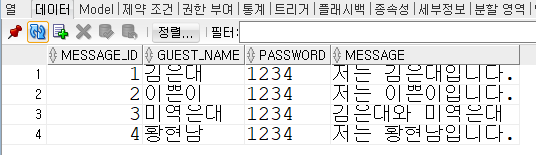 열 데이터 Model 제약 조건 권한 부여 통계 트리거 플래시백 종속성 세부정보 분할 영역
정렬... 필터:
MESSAGE_ID GUEST_NAME PASSWORD MESSAGE
1 1 김은대 1234 저는 김은대입니다.
2 2 이쁜이 1234 저는 이쁜이입니다.
3 3 미역은대 1234 김은대와 미역은대
4 4 황현남 1234 저는 황현남입니다.